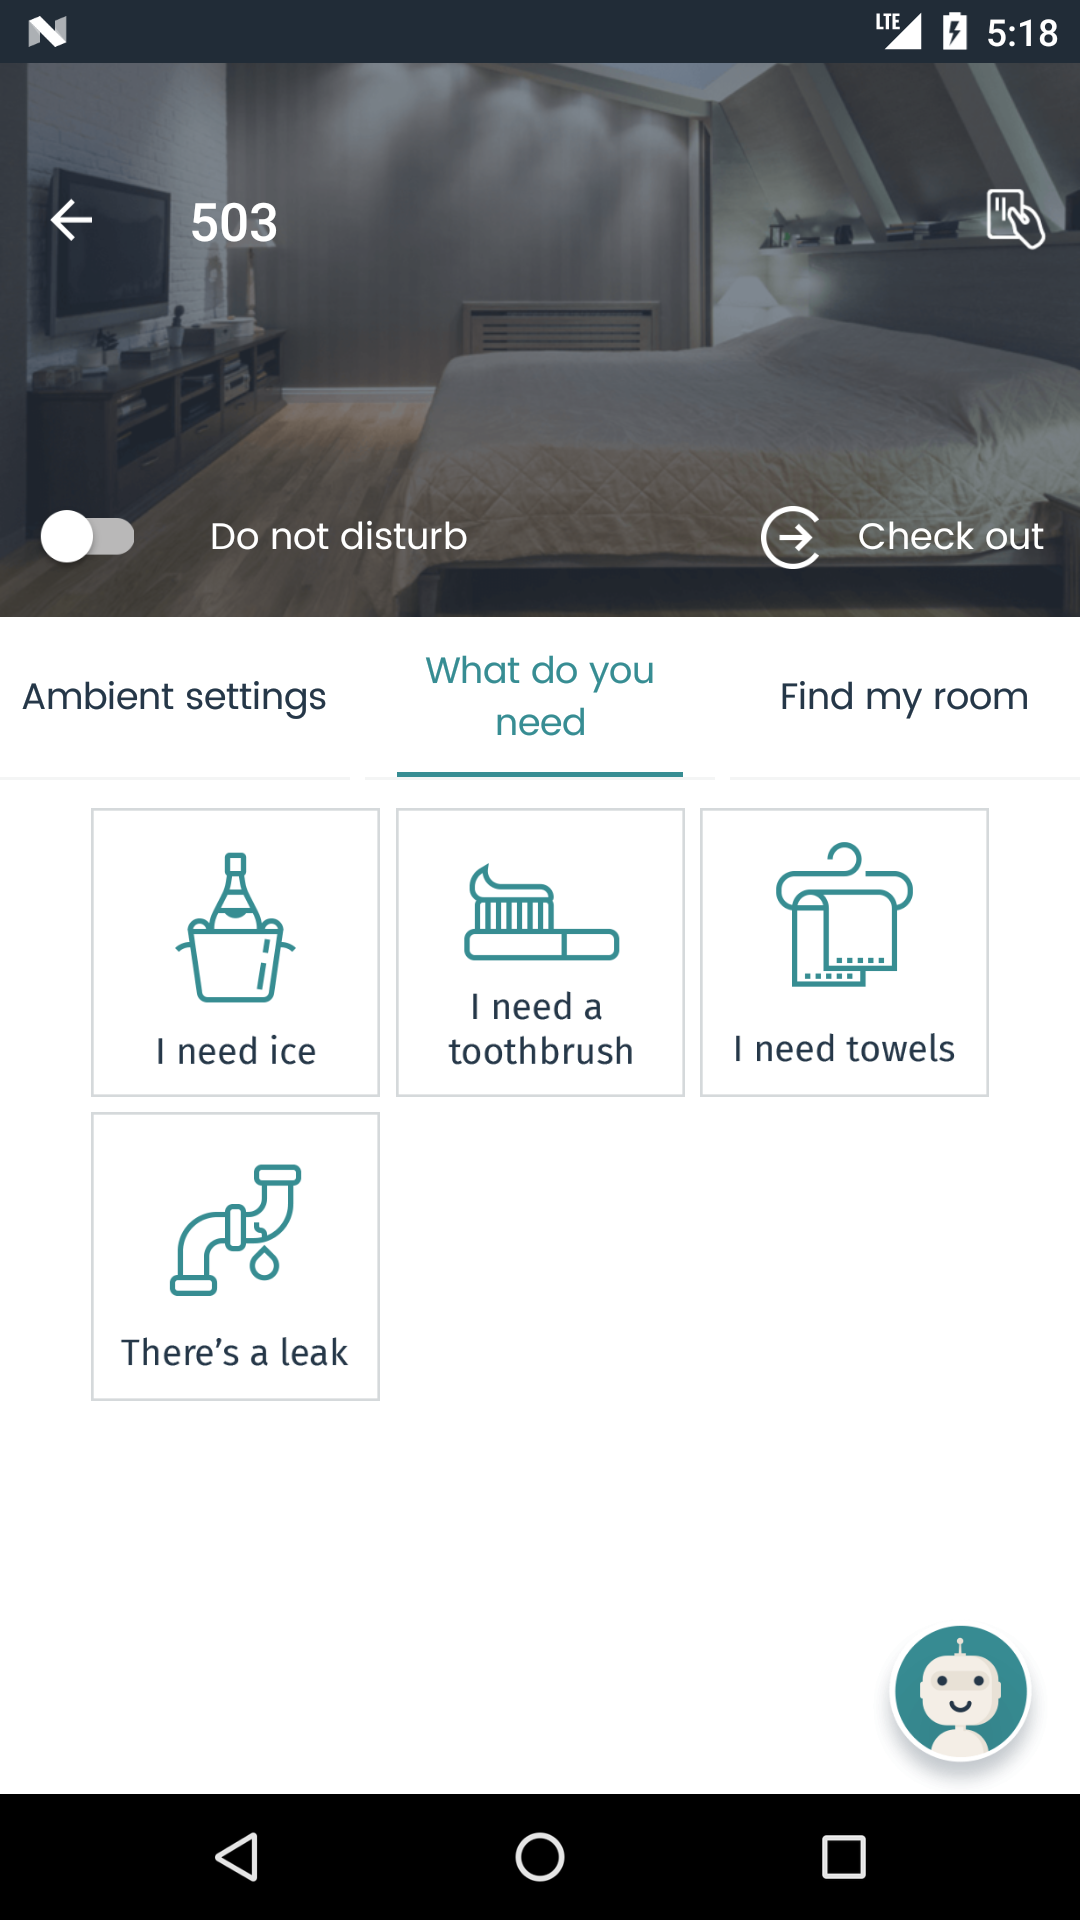 LTE 5:18
503
Do not disturb
Check out
Ambient settings
What do you
need
Find my room
I need ice
I need a
toothbrush
I need towels
There’s a leak